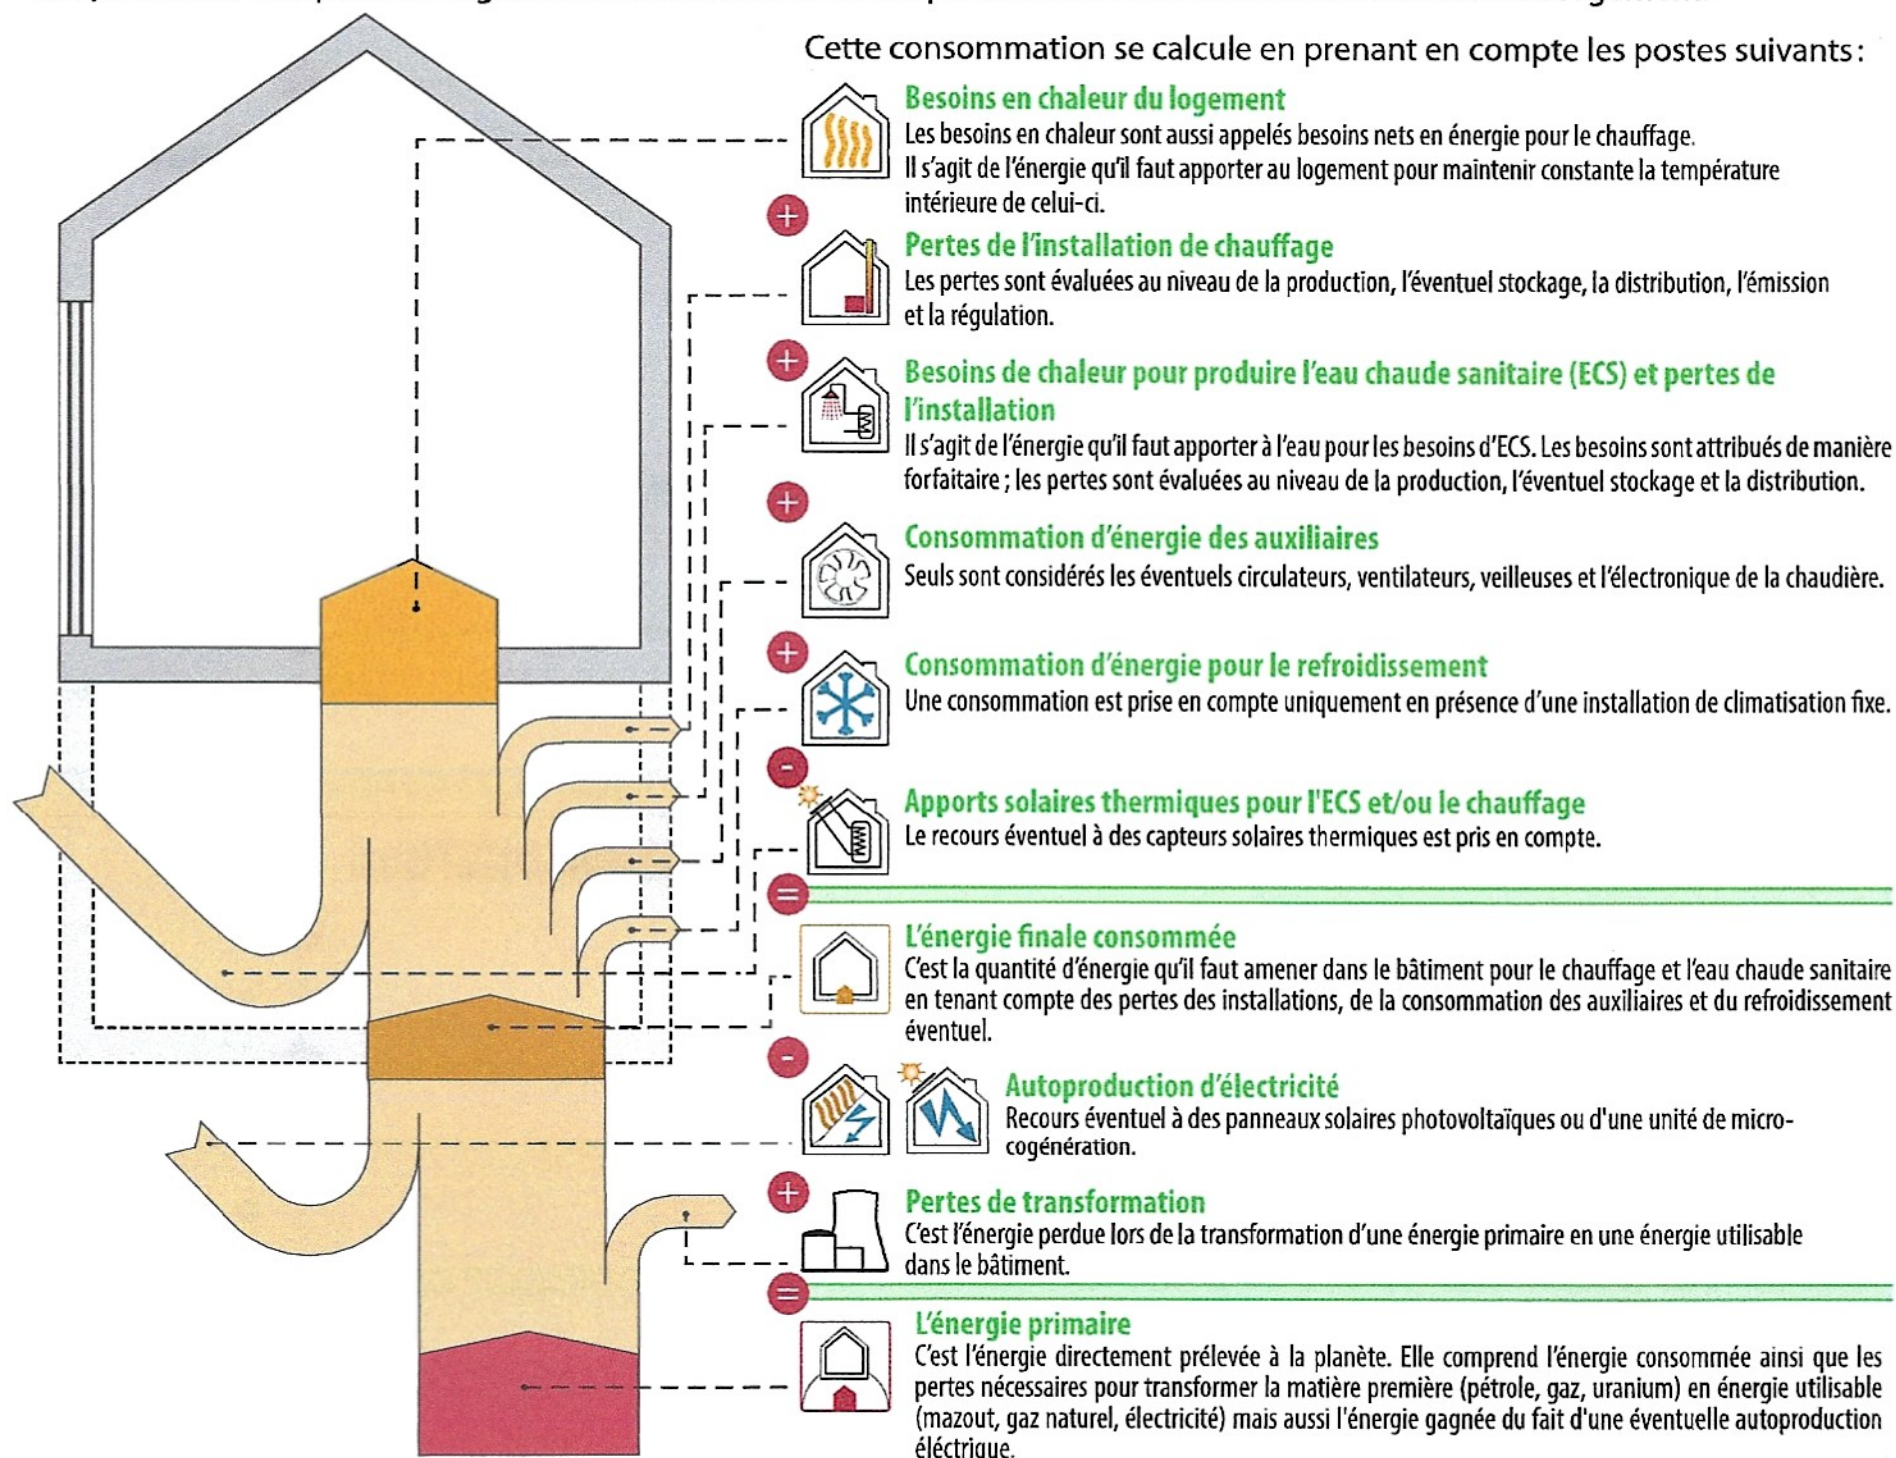 Cette consommation se calcule en prenant en compte les postes suivants :
Besoins en chaleur du logement
Les besoins en chaleur sont aussi appelés besoins nets en énergie pour le chauffage.
Il s'agit de l'énergie qu'il faut apporter au logement pour maintenir constante la température
intérieure de celui-ci.
+
Pertes de l'installation de chauffage
Les pertes sont évaluées au niveau de la production, l'éventuel stockage, la distribution, l'émission
et la régulation.
+
Besoins de chaleur pour produire l'eau chaude sanitaire (ECS) et pertes de
l'installation
Il s'agit de l'énergie qu'il faut apporter à l'eau pour les besoins d'ECS. Les besoins sont attribués de manière
forfaitaire ; les pertes sont évaluées au niveau de la production, l'éventuel stockage et la distribution.
+
Consommation d'énergie des auxiliaires
Seuls sont considérés les éventuels circulateurs, ventilateurs, veilleuses et l'électronique de la chaudière.
+
Consommation d'énergie pour le refroidissement
Une consommation est prise en compte uniquement en présence d'une installation de climatisation fixe.
-
Apports solaires thermiques pour l'ECS et/ou le chauffage
Le recours éventuel à des capteurs solaires thermiques est pris en compte.
=
L'énergie finale consommée
C'est la quantité d'énergie qu'il faut amener dans le bâtiment pour le chauffage et l'eau chaude sanitaire
en tenant compte des pertes des installations, de la consommation des auxiliaires et du refroidissement
éventuel.
-
Autoproduction d'électricité
Recours éventuel à des panneaux solaires photovoltaïques ou d'une unité de micro-
cogénération.
+
Pertes de transformation
C'est l'énergie perdue lors de la transformation d'une énergie primaire en une énergie utilisable
dans le bâtiment.
=
L'énergie primaire
C'est l'énergie directement prélevée à la planète. Elle comprend l'énergie consommée ainsi que les
pertes nécessaires pour transformer la matière première (pétrole, gaz, uranium) en énergie utilisable
(mazout, gaz naturel, électricité) mais aussi l'énergie gagnée du fait d'une éventuelle autoproduction
éléctrique.